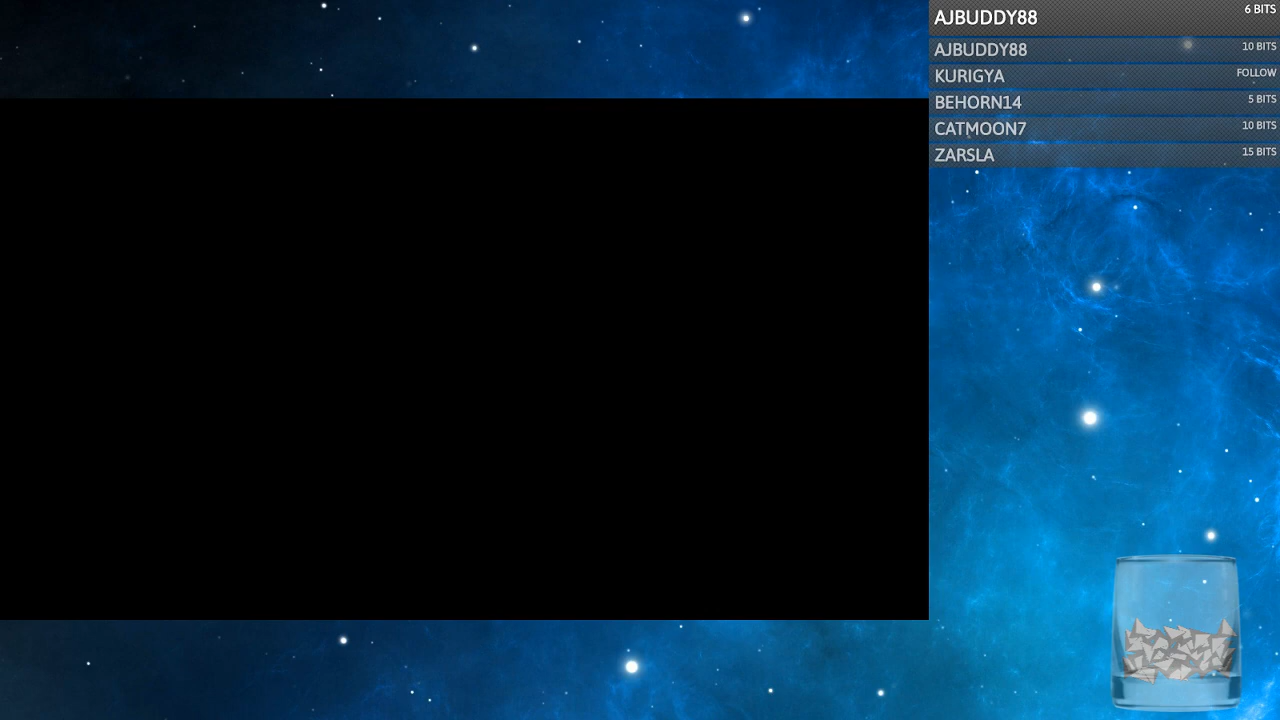 AJBUDDY88 6 BITS
AJBUDDY88 10 BITS
KURIGYA FOLLOW
BEHORN14 5 BITS
CATMOON7 10 BITS
ZARSLA 15 BITS